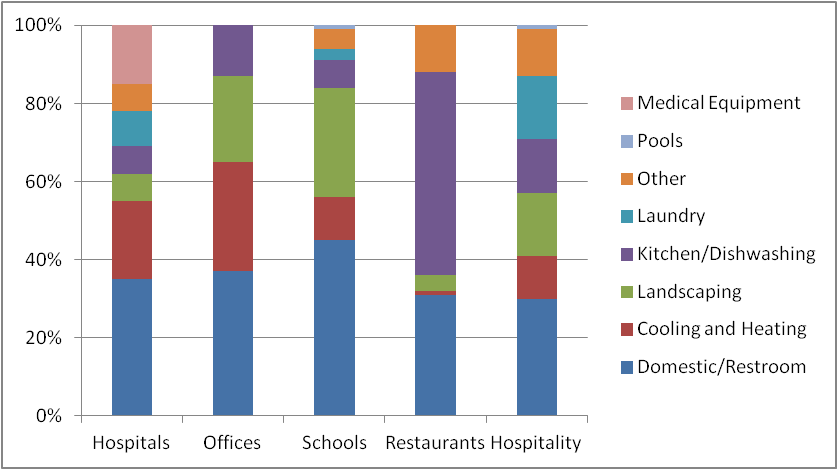 100%
80%
60%
40%
20%
0%
Hospitals Offices Schools Restaurants Hospitality
Medical Equipment
Pools
Other
Laundry
Kitchen/Dishwashing
Landscaping
Cooling and Heating
Domestic/Restroom